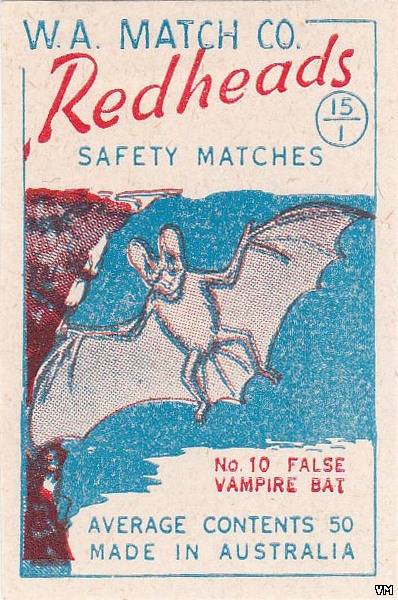 W.A. MATCH CO.
Redheads
15
1
SAFETY MATCHES
No. 10 FALSE
VAMPIRE BAT
AVERAGE CONTENTS 50
MADE IN AUSTRALIA
VM